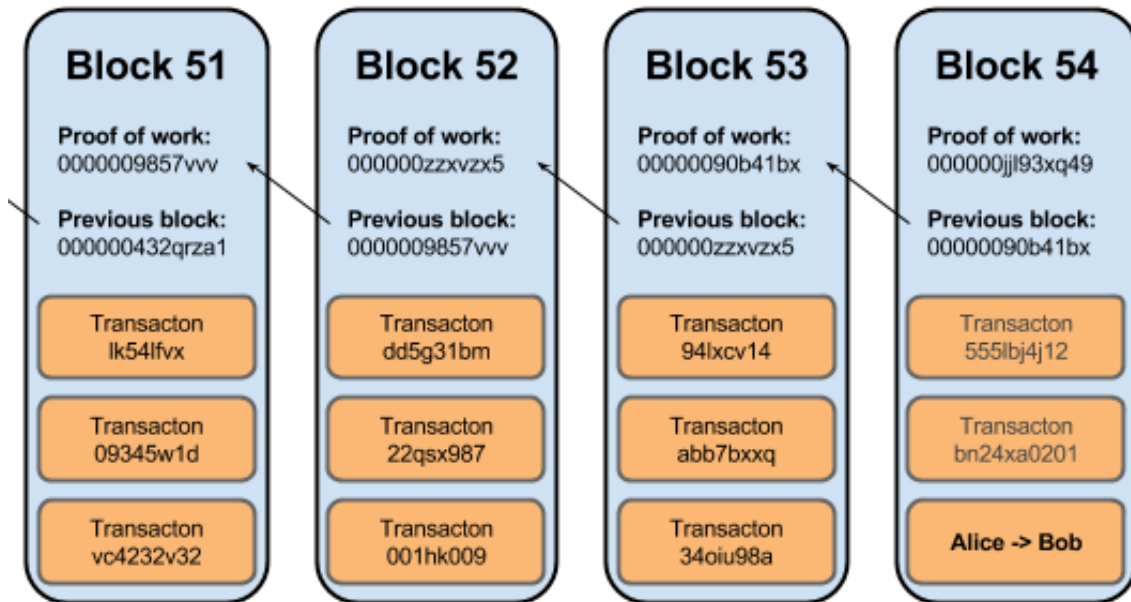 Block 51
Proof of work:
0000009857vvv
Previous block:
000000432qrza1
Transacton
lk54lfvx
Transacton
09345w1d
Transacton
vc4232v32
Block 52
Proof of work:
000000zzxvzx5
Previous block:
0000009857vvv
Transacton
dd5g31bm
Transacton
22qsx987
Transacton
001hk009
Block 53
Proof of work:
00000090b41bx
Previous block:
000000zzxvzx5
Transacton
94lxcv14
Transacton
abb7bxxq
Transacton
34oiu98a
Block 54
Proof of work:
000000jjl93xq49
Previous block:
00000090b41bx
Transacton
555lbj4j12
Transacton
bn24xa0201
Alice -> Bob